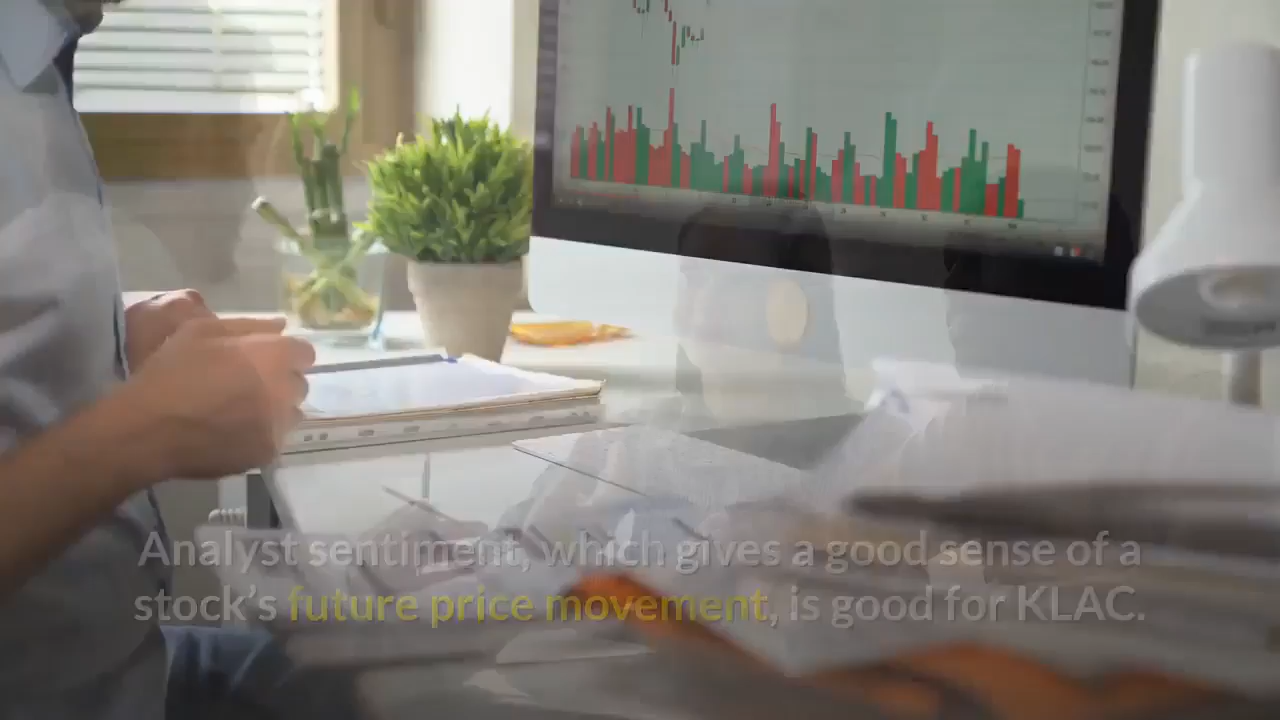 Analyst sentiment, which gives a good sense of a
stock’s future price movement, is good for KLAC.